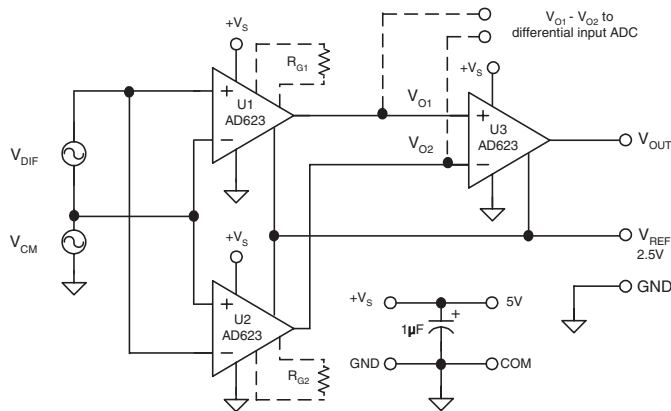 V_O1 - V_O2 to
differential input ADC
+V_S
R_G1
+V_S
+
U1
AD623
−
V_O1
+
U3
AD623
−
V_OUT
V_DIF
V_O2
V_CM
+V_S
V_REF
2.5V
+
U2
AD623
−
+V_S
5V
GND
1µF
+
R_G2
GND
COM